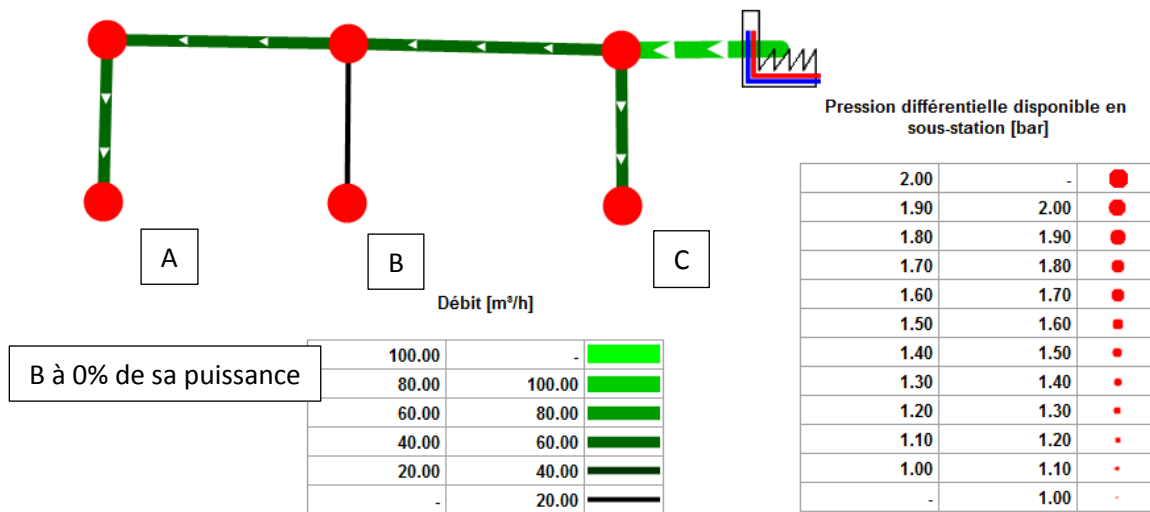 Pression différentielle disponible en
sous-station [bar]
A
B
C
2.00 -
1.90 2.00
1.80 1.90
1.70 1.80
1.60 1.70
1.50 1.60
1.40 1.50
1.30 1.40
1.20 1.30
1.10 1.20
1.00 1.10
- 1.00
Débit [m³/h]
B à 0% de sa puissance
100.00 -
80.00 100.00
60.00 80.00
40.00 60.00
20.00 40.00
- 20.00